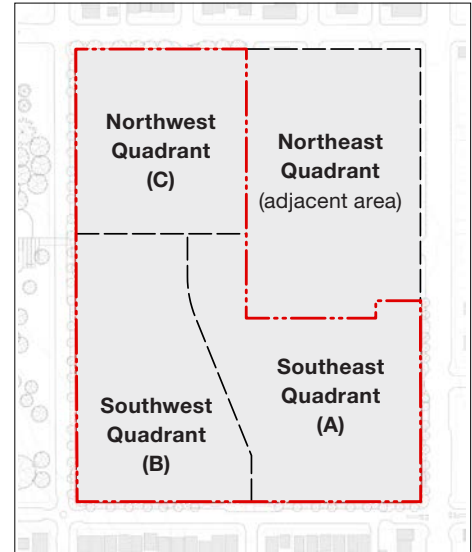 Northwest
Quadrant
(C)
Northeast
Quadrant
(adjacent area)
Southwest
Quadrant
(B)
Southeast
Quadrant
(A)